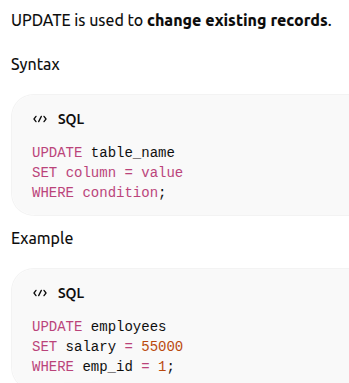 UPDATE is used to change existing records.
Syntax
</> SQL
UPDATE table_name
SET column = value
WHERE condition;
Example
</> SQL
UPDATE employees
SET salary = 55000
WHERE emp_id = 1;